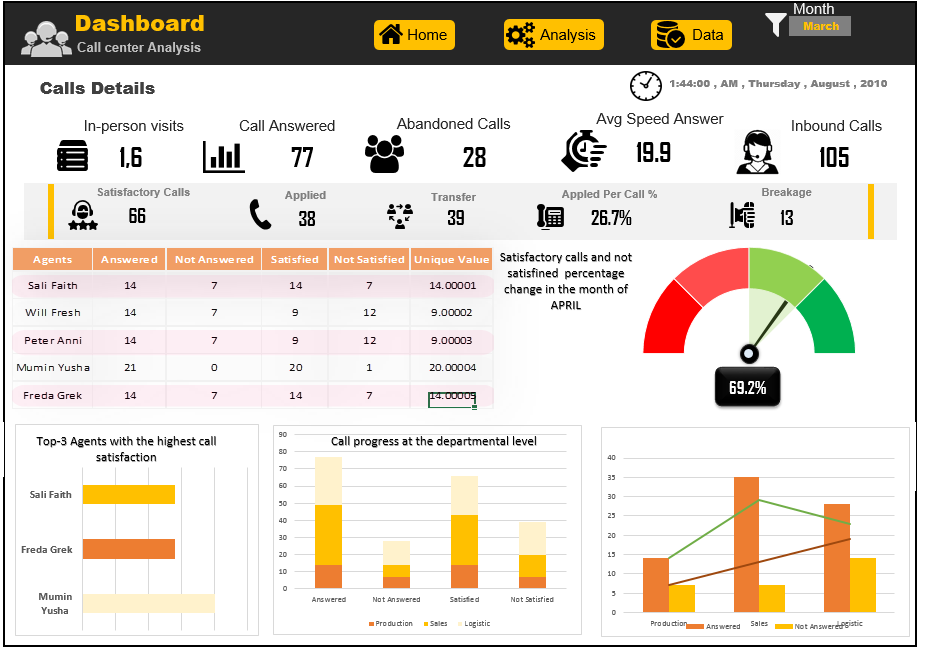 Dashboard
Call center Analysis
Home
Analysis
Data
Month
March
Calls Details
1:44:00 , AM , Thursday , August , 2010
In-person visits
1,6
Call Answered
77
Abandoned Calls
28
Avg Speed Answer
19.9
Inbound Calls
105
Satisfactory Calls
66
Applied
38
Transfer
39
Appled Per Call %
26.7%
Breakage
13
Agents Answered Not Answered Satisfied Not Satisfied Unique Value
Sali Faith 14 7 14 7 14.00001
Will Fresh 14 7 9 12 9.00002
Peter Anni 14 7 9 12 9.00003
Mumin Yusha 21 0 20 1 20.00004
Freda Grek 14 7 14 7 14.00005
Satisfactory calls and not
satisfined percentage
change in the month of
APRIL
69.2%
Top-3 Agents with the highest call
satisfaction
Sali Faith
Freda Grek
Mumin
Yusha
Call progress at the departmental level
90
80
70
60
50
40
30
20
10
0
Answered Not Answered Satisfied Not Satisfied
Production Sales Logistic
40
35
30
25
20
15
10
5
0
Production Sales Logistic
Answered Not Answered